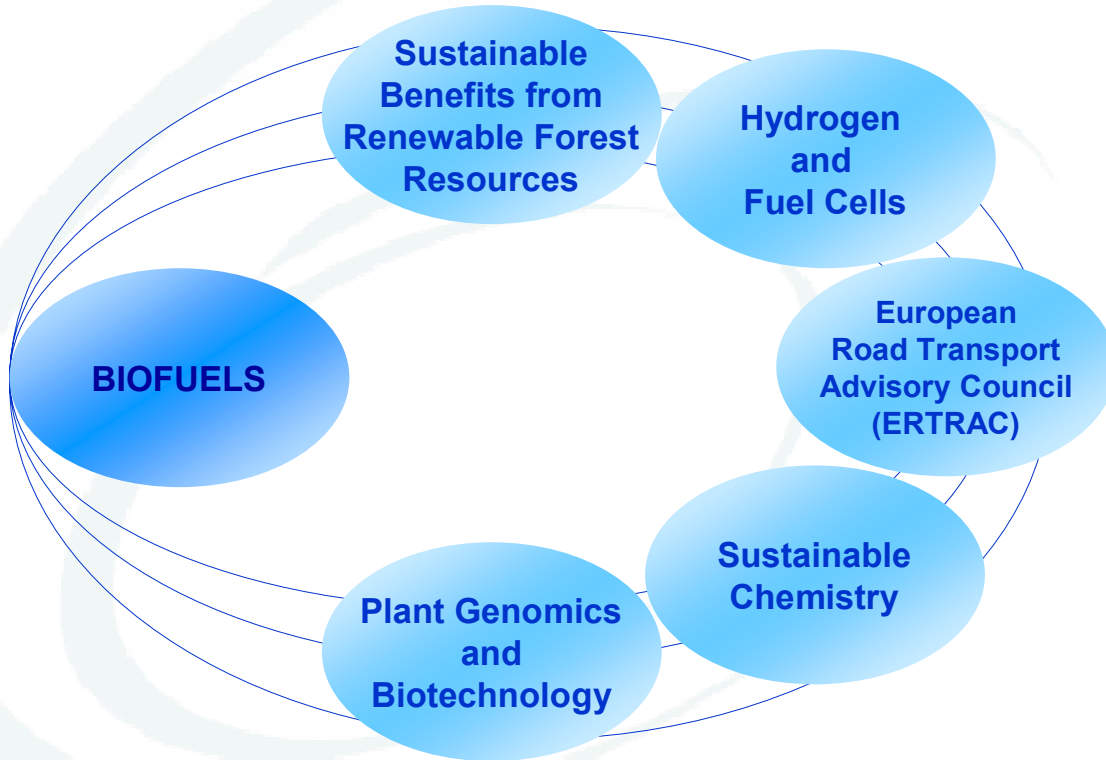 Sustainable
Benefits from
Renewable Forest
Resources
Hydrogen
and
Fuel Cells
European
Road Transport
Advisory Council
(ERTRAC)
BIOFUELS
Sustainable
Chemistry
Plant Genomics
and
Biotechnology